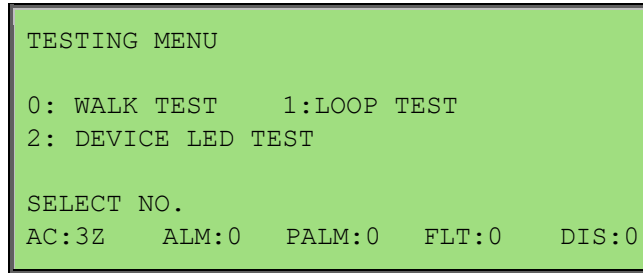 TESTING MENU
0: WALK TEST 1:LOOP TEST
2: DEVICE LED TEST
SELECT NO.
AC:3Z ALM:0 PALM:0 FLT:0 DIS:0